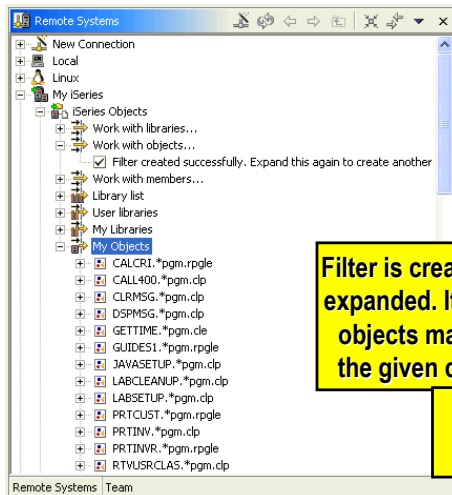 Remote Systems
New Connection
Local
Linux
My iSeries
iSeries Objects
Work with libraries...
Work with objects...
Filter created successfully. Expand this again to create another
Work with members...
Library list
User libraries
My Libraries
My Objects
CALCRI.*pgm.rpgle
CALL400.*pgm.clp
CLRMSG.*pgm.clp
DSPMSG.*pgm.clp
GETTIME.*pgm.cle
GUIDES1.*pgm.rpgle
JAVASETUP.*pgm.clp
LABCLEANUP.*pgm.clp
LABSETUP.*pgm.clp
PRTCUST.*pgm.rpgle
PRTINV.*pgm.clp
PRTINVR.*pgm.rpgle
RTVUSRCLAS.*pgm.clp
Filter is crea
expanded. I
objects ma
the given
Remote Systems Team